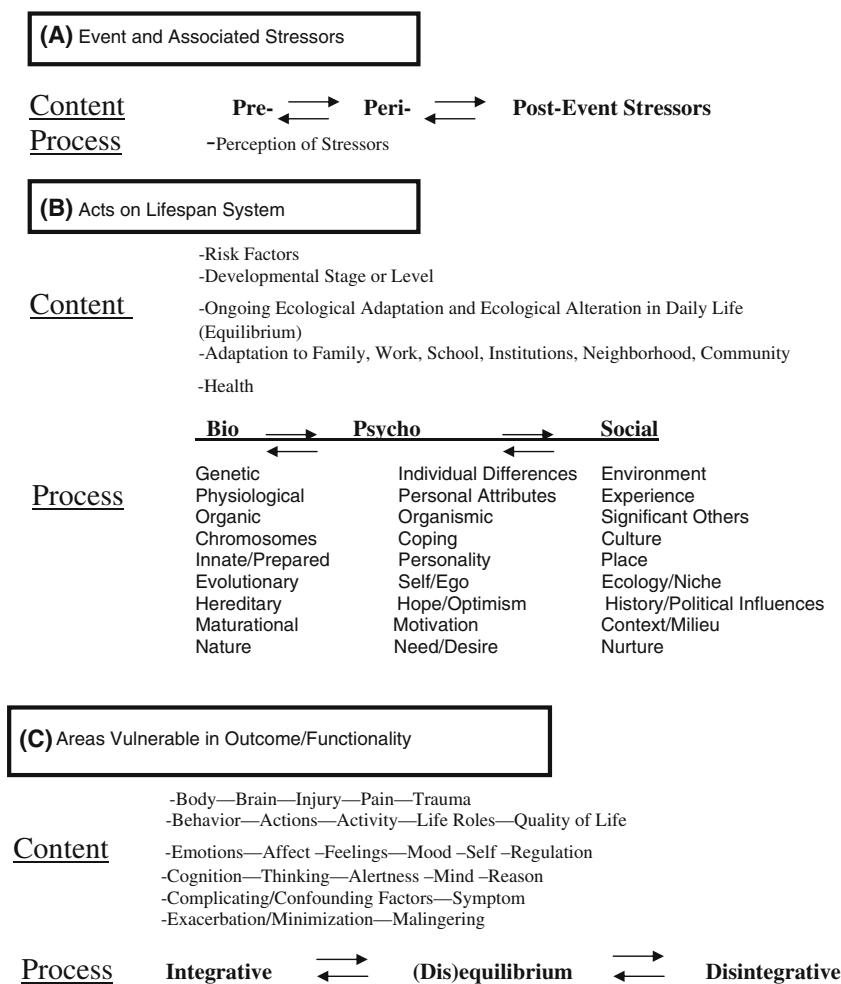 (A) Event and Associated Stressors
Content Pre- Peri- Post-Event Stressors
Process -Perception of Stressors
(B) Acts on Lifespan System
-Risk Factors
-Developmental Stage or Level
Content -Ongoing Ecological Adaptation and Ecological Alteration in Daily Life
(Equilibrium)
-Adaptation to Family, Work, School, Institutions, Neighborhood, Community
-Health
Bio Psycho Social
Genetic Individual Differences Environment
Process Physiological Personal Attributes Experience
Organic Organismic Significant Others
Chromosomes Coping Culture
Innate/Prepared Personality Place
Evolutionary Self/Ego Ecology/Niche
Hereditary Hope/Optimism History/Political Influences
Maturational Motivation Context/Milieu
Nature Need/Desire Nurture
(C) Areas Vulnerable in Outcome/Functionality
-Body—Brain—Injury—Pain—Trauma
-Behavior—Actions—Activity—Life Roles—Quality of Life
Content -Emotions—Affect –Feelings—Mood –Self –Regulation
-Cognition—Thinking—Alertness –Mind –Reason
-Complicating/Confounding Factors—Symptom
-Exacerbation/Minimization—Malingering
Process Integrative (Dis)equilibrium Disintegrative